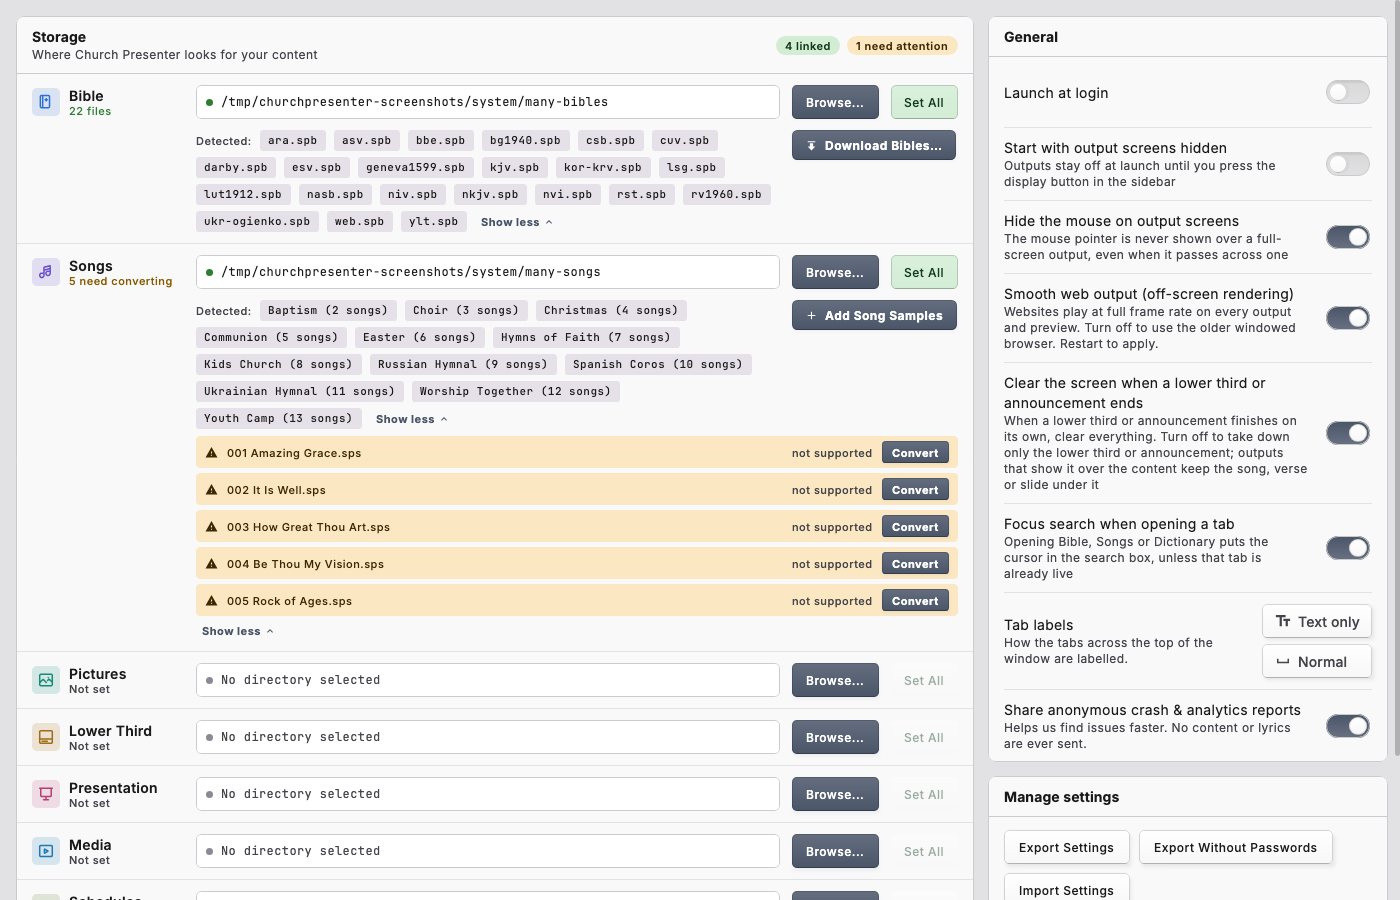 Storage
Where Church Presenter looks for your content
4 linked
1 need attention
Bible
22 files
/tmp/churchpresenter-screenshots/system/many-bibles
Browse...
Set All
Detected: ara.spb asv.spb bbe.spb bg1940.spb csb.spb cuv.spb
darby.spb esv.spb geneva1599.spb kjv.spb kor-krv.spb lsg.spb
lut1912.spb nasb.spb niv.spb nkjv.spb nvi.spb rst.spb rv1960.spb
ukr-ogienko.spb web.spb ylt.spb Show less
Download Bibles...
Songs
5 need converting
/tmp/churchpresenter-screenshots/system/many-songs
Browse...
Set All
Detected: Baptism (2 songs) Choir (3 songs) Christmas (4 songs)
Communion (5 songs) Easter (6 songs) Hymns of Faith (7 songs)
Kids Church (8 songs) Russian Hymnal (9 songs) Spanish Coros (10 songs)
Ukrainian Hymnal (11 songs) Worship Together (12 songs)
Youth Camp (13 songs) Show less
+ Add Song Samples
001 Amazing Grace.sps not supported Convert
002 It Is Well.sps not supported Convert
003 How Great Thou Art.sps not supported Convert
004 Be Thou My Vision.sps not supported Convert
005 Rock of Ages.sps not supported Convert
Show less
Pictures
Not set
No directory selected
Browse...
Set All
Lower Third
Not set
No directory selected
Browse...
Set All
Presentation
Not set
No directory selected
Browse...
Set All
Media
Not set
No directory selected
Browse...
Set All
General
Launch at login
Start with output screens hidden
Outputs stay off at launch until you press the
display button in the sidebar
Hide the mouse on output screens
The mouse pointer is never shown over a full-
screen output, even when it passes across one
Smooth web output (off-screen rendering)
Websites play at full frame rate on every output
and preview. Turn off to use the older windowed
browser. Restart to apply.
Clear the screen when a lower third or
announcement ends
When a lower third or announcement finishes on
its own, clear everything. Turn off to take down
only the lower third or announcement; outputs
that show it over the content keep the song, verse
or slide under it
Focus search when opening a tab
Opening Bible, Songs or Dictionary puts the
cursor in the search box, unless that tab is
already live
Tab labels
How the tabs across the top of the
window are labelled.
Text only
Normal
Share anonymous crash & analytics reports
Helps us find issues faster. No content or lyrics
are ever sent.
Manage settings
Export Settings
Export Without Passwords
Import Settings